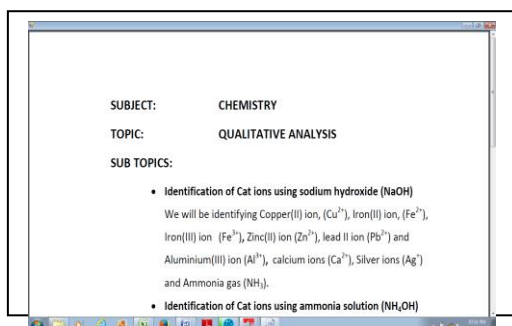 SUBJECT: CHEMISTRY
TOPIC: QUALITATIVE ANALYSIS
SUB TOPICS:
• Identification of Cat ions using sodium hydroxide (NaOH)
We will be identifying Copper(II) ion, (Cu²⁺), Iron(II) ion, (Fe²⁺),
Iron(III) ion (Fe³⁺), Zinc(II) ion (Zn²⁺), lead II ion (Pb²⁺) and
Aluminium(III) ion (Al³⁺), calcium ions (Ca²⁺), Silver ions (Ag⁺)
and Ammonia gas (NH₃).
• Identification of Cat ions using ammonia solution (NH₄OH)